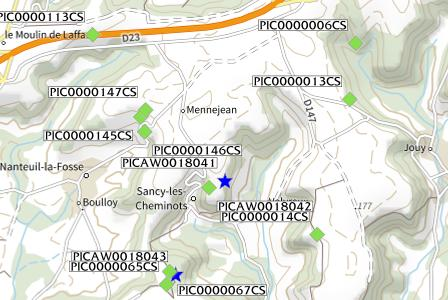 PIC0000113CS
PIC0000006CS
le Moulin de Laffa
D23
PIC0000013CS
PIC0000147CS
Mennejean
D147
PIC0000145CS
PIC0000146CS
Jouy
PICAW0018041
Nanteuil-la-Fosse
Sancy-les-
Cheminots
Boulloy
PICAW0018042
177
PIC0000014CS
PICAW0018043
PIC0000065CS
PIC0000067CS